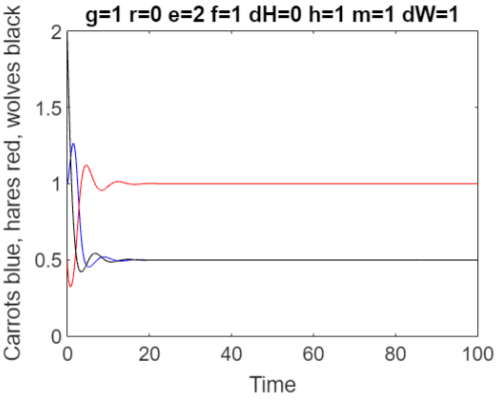 g=1 r=0 e=2 f=1 dH=0 h=1 m=1 dW=1
Carrots blue, hares red, wolves black
2
1.5
1
0.5
0
0 20 40 60 80 100
Time